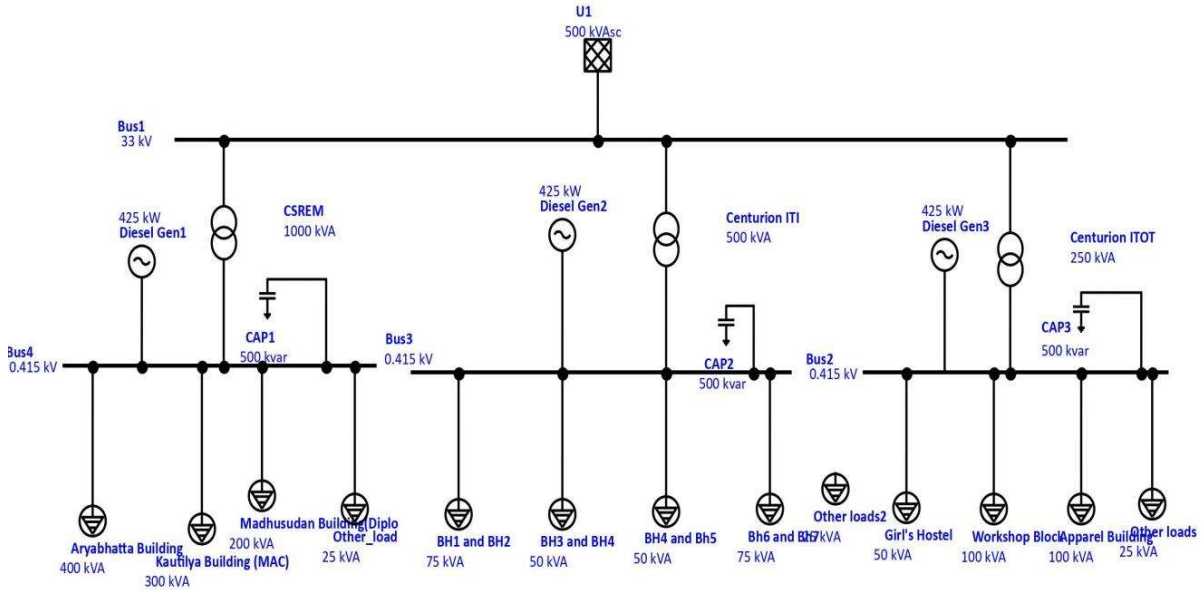 U1
500 kVAsc
Bus1
33 kV
425 kW
Diesel Gen1
CSREM
1000 kVA
425 kW
Diesel Gen2
Centurion ITI
500 kVA
425 kW
Diesel Gen3
Centurion ITOT
250 kVA
Bus4
0.415 kV
CAP1
500 kvar
Bus3
0.415 kV
CAP2
500 kvar
Bus2
0.415 kV
CAP3
500 kvar
Aryabhatta Building
400 kVA
Kautilya Building (MAC)
300 kVA
Madhusudan Building(Diplo
200 kVA
Other_load
25 kVA
BH1 and BH2
75 kVA
BH3 and BH4
50 kVA
BH4 and Bh5
50 kVA
Bh6 and Bh7
75 kVA
Other loads2
kVA
Girl's Hostel
50 kVA
Workshop Block
100 kVA
Apparel Building
100 kVA
Other loads
25 kVA